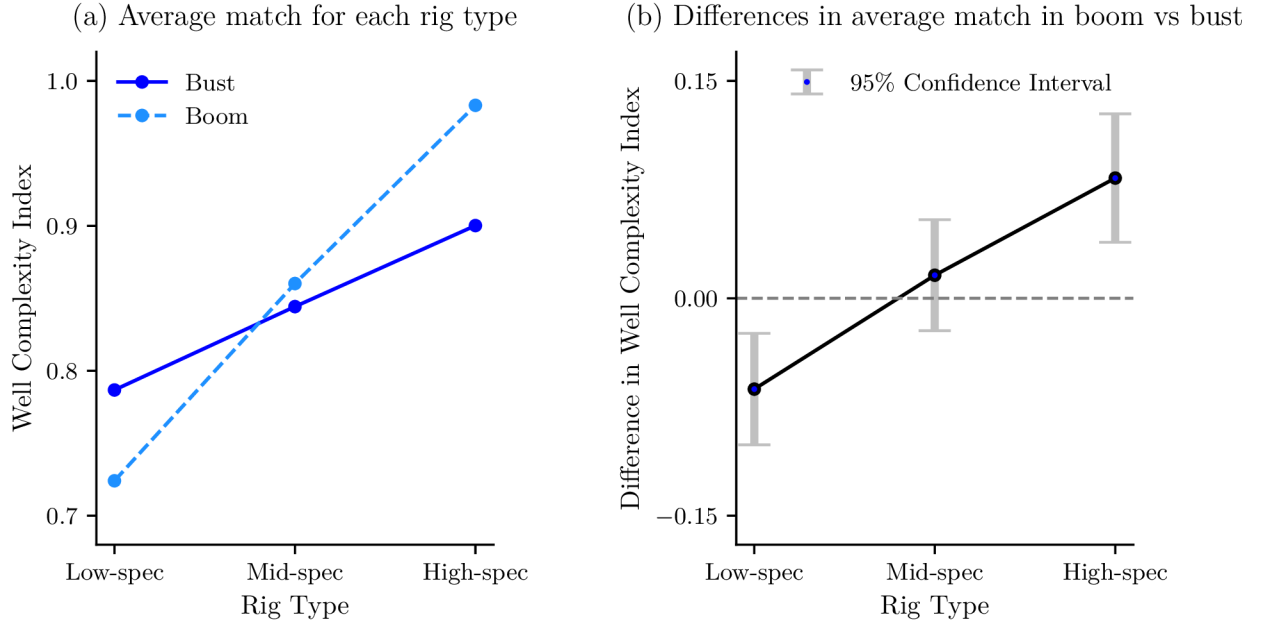 (a) Average match for each rig type
Well Complexity Index
1.0
0.9
0.8
0.7
Bust
Boom
Low-spec
Mid-spec
High-spec
Rig Type
(b) Differences in average match in boom vs bust
Difference in Well Complexity Index
0.15
0.00
−0.15
95% Confidence Interval
Low-spec
Mid-spec
High-spec
Rig Type